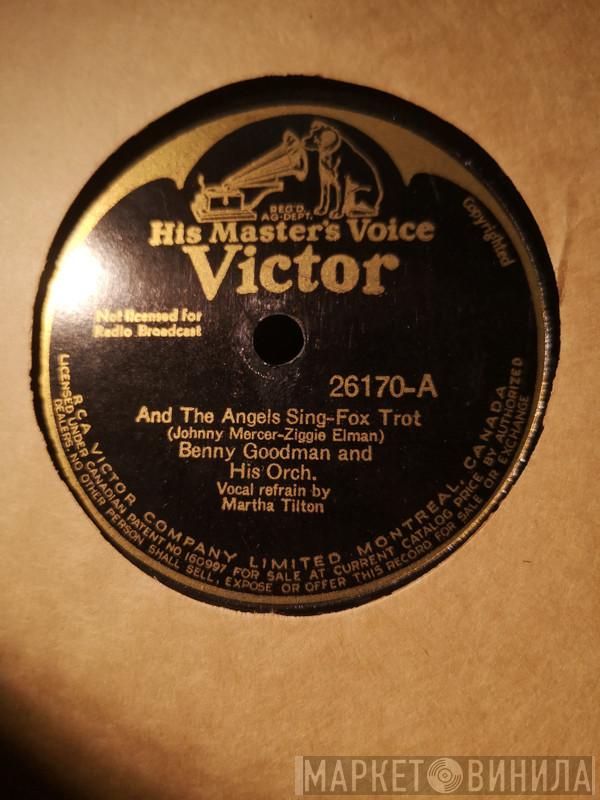 REG'D.
AG-DEPT.
His Master's Voice
Victor
Copyrighted
Not licensed for
Radio Broadcast
26170-A
And The Angels Sing-Fox Trot
(Johnny Mercer-Ziggie Elman)
Benny Goodman and
His Orch.
Vocal refrain by
Martha Tilton
R.C.A. VICTOR COMPANY LIMITED MONTREAL, CANADA
LICENSED UNDER CANADIAN PATENT NO 160997 FOR SALE AT CURRENT CATALOG PRICE BY AUTHORIZED
DEALERS, NO OTHER PERSON SHALL SELL, EXPOSE OR OFFER THIS RECORD FOR SALE OR EXCHANGE
МАРКЕТ ВИНИЛА